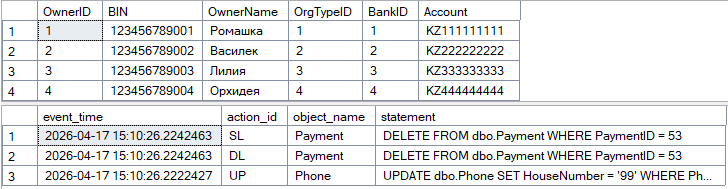 OwnerID BIN OwnerName OrgTypeID BankID Account
1 1 123456789001 Ромашка 1 1 KZ111111111
2 2 123456789002 Василек 2 2 KZ222222222
3 3 123456789003 Лилия 3 3 KZ333333333
4 4 123456789004 Орхидея 4 4 KZ444444444
event_time action_id object_name statement
1 2026-04-17 15:10:26.2242463 SL Payment DELETE FROM dbo.Payment WHERE PaymentID = 53
2 2026-04-17 15:10:26.2242463 DL Payment DELETE FROM dbo.Payment WHERE PaymentID = 53
3 2026-04-17 15:10:26.2222427 UP Phone UPDATE dbo.Phone SET HouseNumber = '99' WHERE Ph...